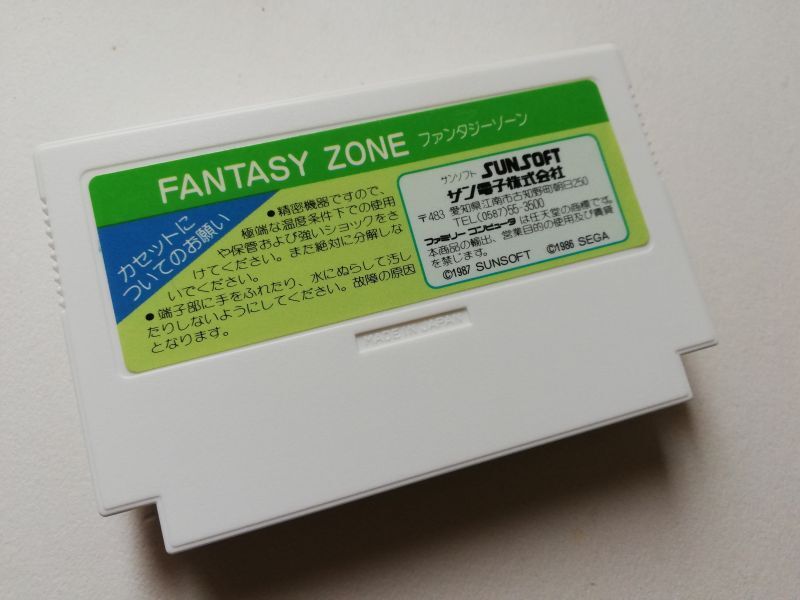 FANTASY ZONE ファンタジーゾーン
カセットに
ついてのお願い
●精密機器ですので、
極端な温度条件下での使用
や保管および強いショックをさ
けてください。また絶対に分解しな
いでください。
●端子部に手をふれたり、水にぬらして汚し
たりしないようにしてください。故障の原因
となります。
サンソフト SUNSOFT
サン電子株式会社
〒483 愛知県江南市古知野町朝日250
TEL.(0587)55-3500
ファミリーコンピュータは任天堂の商標です。
本商品の輸出、営業目的の使用及び賃貸
を禁じます。
©1987 SUNSOFT ©1986 SEGA
MADE IN JAPAN